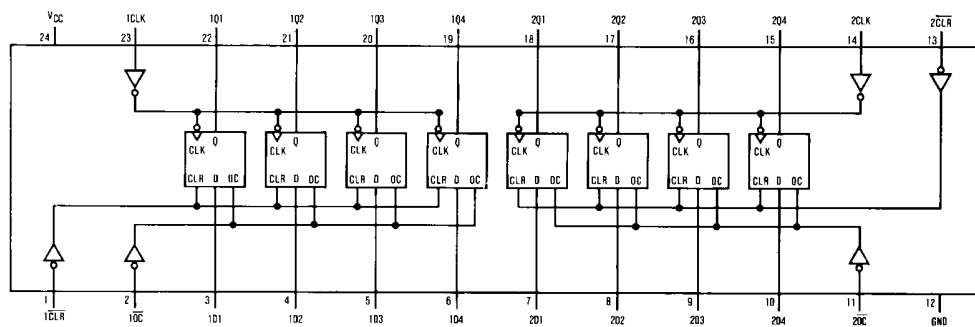 VCC 1CLK 1Q1 1Q2 1Q3 1Q4 2Q1 2Q2 2Q3 2Q4 2CLK 2CLR
24 23 22 21 20 19 18 17 16 15 14 13
Q Q Q Q Q Q Q Q
CLK CLK CLK CLK CLK CLK CLK CLK
CLR D OC CLR D OC CLR D OC CLR D OC CLR D OC CLR D OC CLR D OC CLR D OC
1 2 3 4 5 6 7 8 9 10 11 12
1CLR 1OC 1D1 1D2 1D3 1D4 2D1 2D2 2D3 2D4 2OC GND